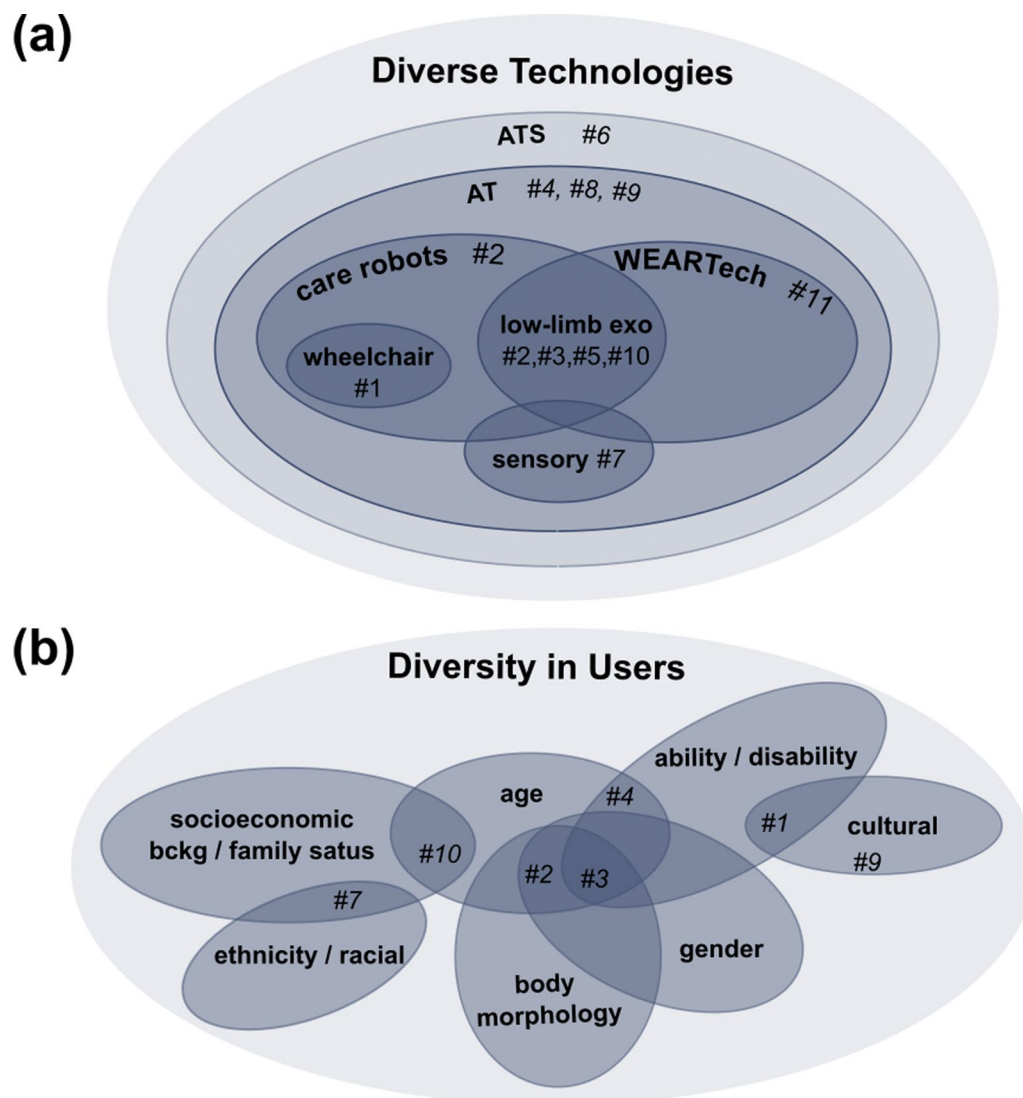 (a)
Diverse Technologies
ATS #6
AT #4, #8, #9
care robots #2
WEARTech #11
low-limb exo
#2,#3,#5,#10
wheelchair
#1
sensory #7
(b)
Diversity in Users
ability / disability
age
#4
socioeconomic
bckg / family satus
#10
#1
cultural
#9
#2
#3
#7
ethnicity / racial
gender
body
morphology